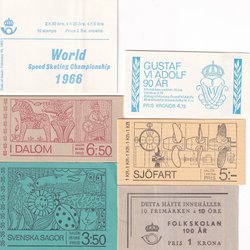 World
Speed Skating Championship
1966
GUSTAF
VI ADOLF
90 ÅR
PRIS KRONOR 4,75
I DALOM
6:50
SJÖFART
5:-
SVENSKA SAGOR
3:50
DETTA HÄFTE INNEHÅLLER
10 FRIMÄRKEN à 10 ÖRE
FOLKSKOLAN
100 ÅR
PRIS 1 KRONA